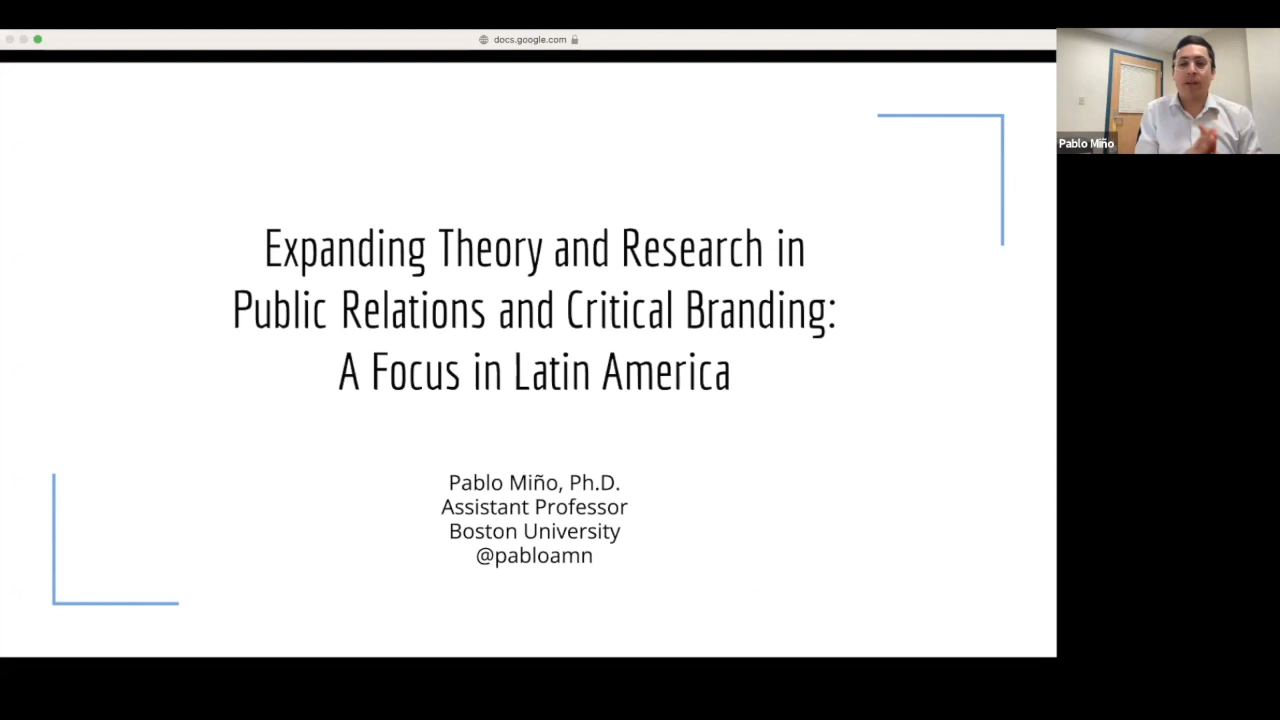 docs.google.com
Pablo Miño
Expanding Theory and Research in
Public Relations and Critical Branding:
A Focus in Latin America
Pablo Miño, Ph.D.
Assistant Professor
Boston University
@pabloamn